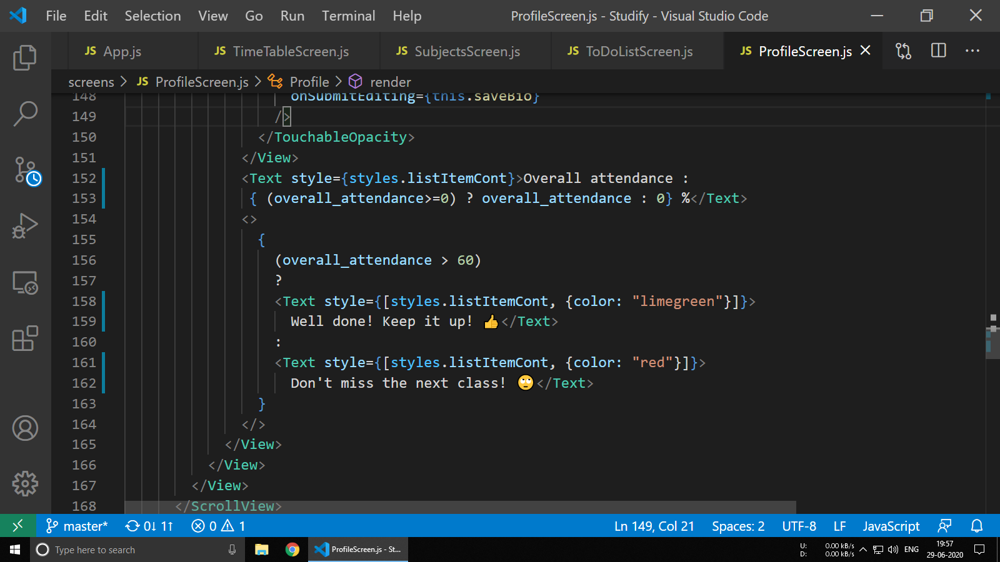 File Edit Selection View Go Run Terminal Help ProfileScreen.js - Studify - Visual Studio Code
JS App.js JS TimeTableScreen.js JS SubjectsScreen.js JS ToDoListScreen.js JS ProfileScreen.js
screens > JS ProfileScreen.js > Profile > render
148 onSubmitEditing={this.saveBio}
149 />
150 </TouchableOpacity>
151 </View>
152 <Text style={styles.listItemCont}>Overall attendance :
153 { (overall_attendance>=0) ? overall_attendance : 0} %</Text>
154 <>
155 {
156 (overall_attendance > 60)
157 ?
158 <Text style={[styles.listItemCont, {color: "limegreen"}]}>
159 Well done! Keep it up! 👍</Text>
160 :
161 <Text style={[styles.listItemCont, {color: "red"}]}>
162 Don't miss the next class! 🙄</Text>
163 }
164 </>
165 </View>
166 </View>
167 </View>
168 </ScrollView>
master* 0↓ 1↑ 0 1 Ln 149, Col 21 Spaces: 2 UTF-8 LF JavaScript
Type here to search ProfileScreen.js - St... U: 0.00 kB/s D: 0.00 kB/s ENG 19:57 29-06-2020